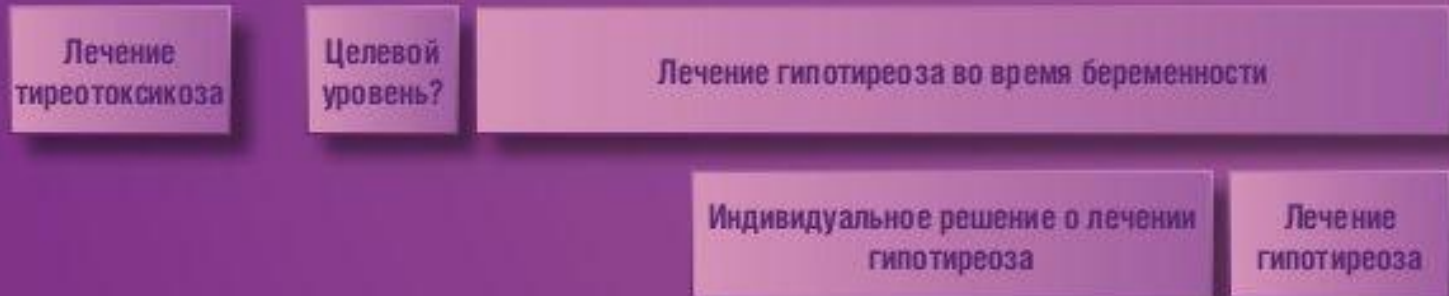 Лечение
тиреотоксикоза
Целевой
уровень?
Лечение гипотиреоза во время беременности
Индивидуальное решение о лечении
гипотиреоза
Лечение
гипотиреоза